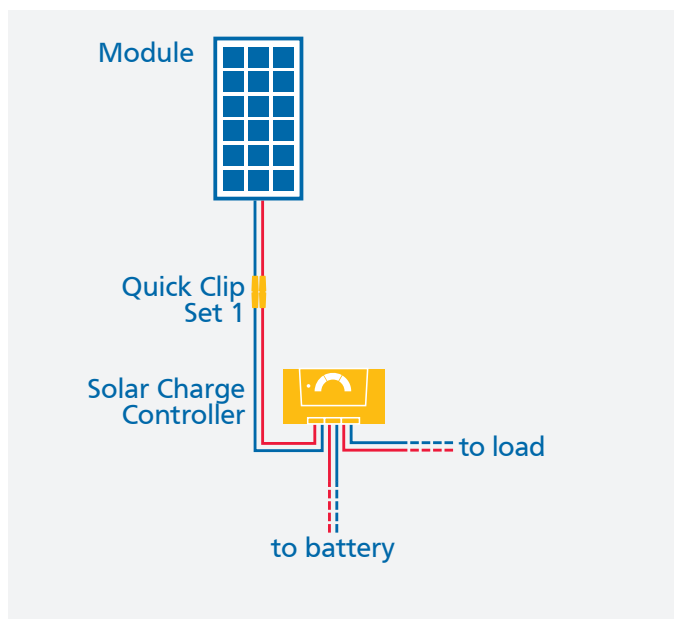 Module
Quick Clip
Set 1
Solar Charge
Controller
to load
to battery